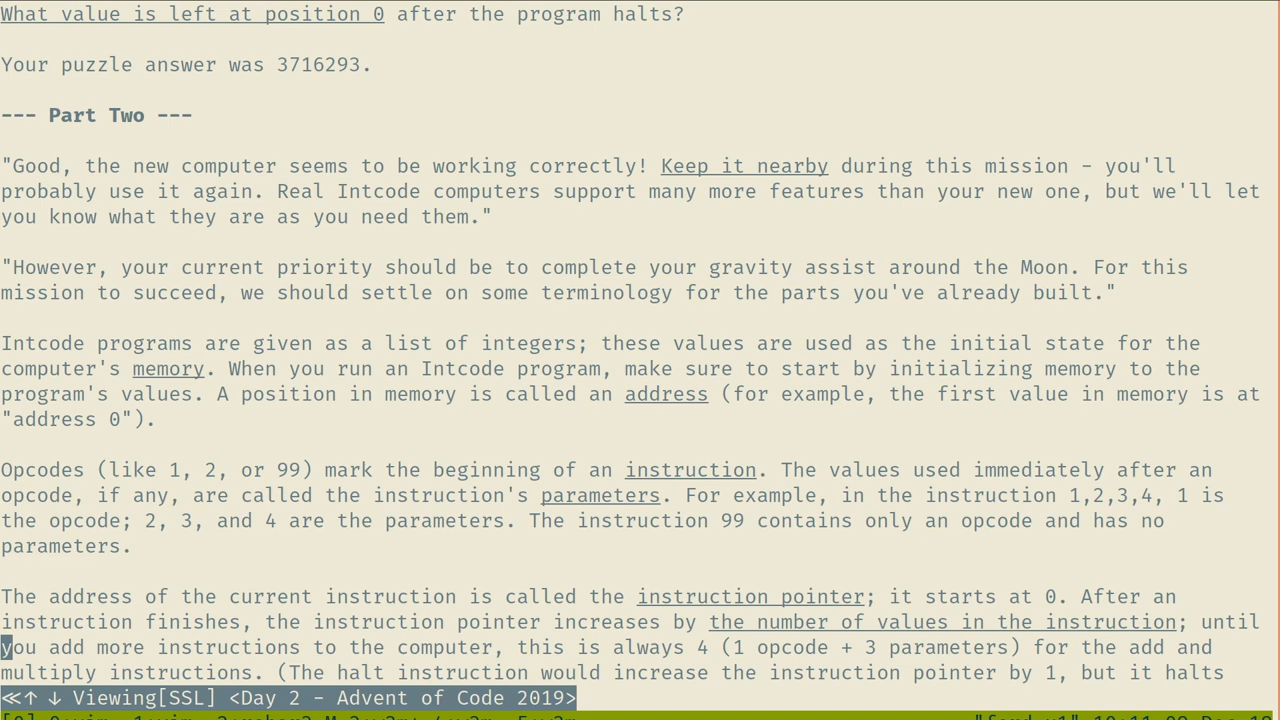 What value is left at position 0 after the program halts?
Your puzzle answer was 3716293.
--- Part Two ---
"Good, the new computer seems to be working correctly! Keep it nearby during this mission - you'll
probably use it again. Real Intcode computers support many more features than your new one, but we'll let
you know what they are as you need them."
"However, your current priority should be to complete your gravity assist around the Moon. For this
mission to succeed, we should settle on some terminology for the parts you've already built."
Intcode programs are given as a list of integers; these values are used as the initial state for the
computer's memory. When you run an Intcode program, make sure to start by initializing memory to the
program's values. A position in memory is called an address (for example, the first value in memory is at
"address 0").
Opcodes (like 1, 2, or 99) mark the beginning of an instruction. The values used immediately after an
opcode, if any, are called the instruction's parameters. For example, in the instruction 1,2,3,4, 1 is
the opcode; 2, 3, and 4 are the parameters. The instruction 99 contains only an opcode and has no
parameters.
The address of the current instruction is called the instruction pointer; it starts at 0. After an
instruction finishes, the instruction pointer increases by the number of values in the instruction; until
you add more instructions to the computer, this is always 4 (1 opcode + 3 parameters) for the add and
multiply instructions. (The halt instruction would increase the instruction pointer by 1, but it halts
≪↑ ↓ Viewing[SSL] <Day 2 - Advent of Code 2019>